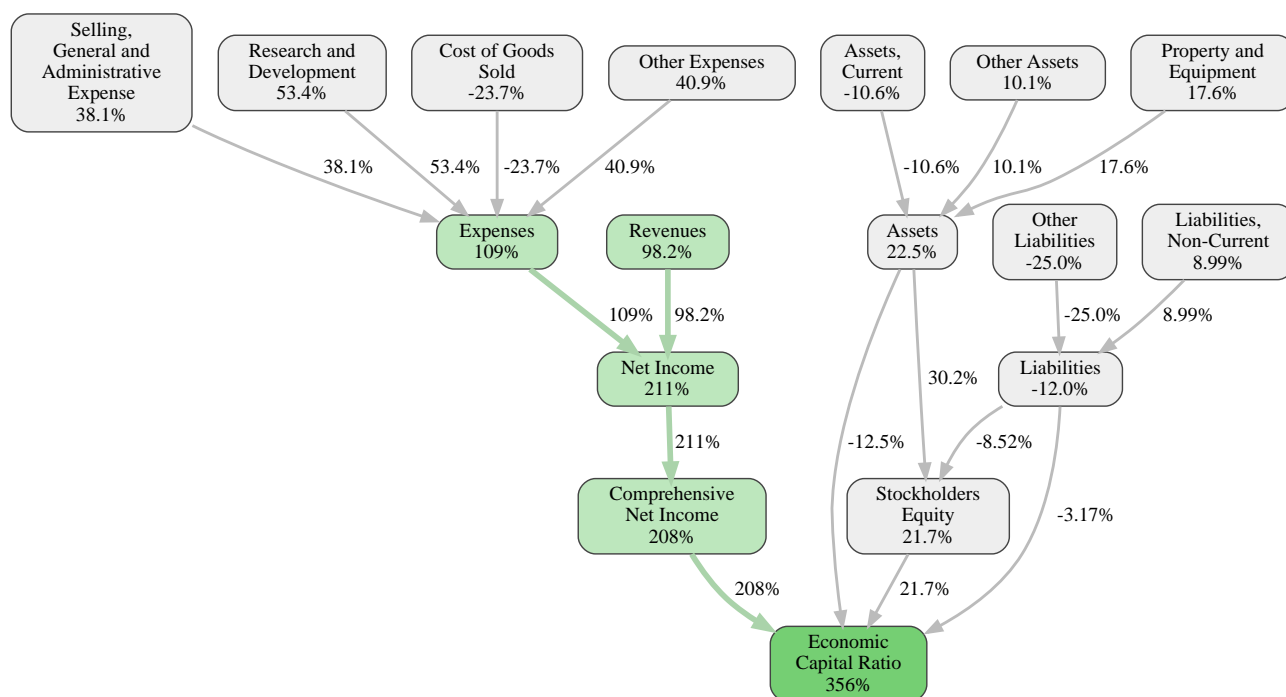 Selling,
General and
Administrative
Expense
38.1%
Research and
Development
53.4%
Cost of Goods
Sold
-23.7%
Other Expenses
40.9%
Assets,
Current
-10.6%
Other Assets
10.1%
Property and
Equipment
17.6%
38.1%
53.4%
-23.7%
40.9%
-10.6%
10.1%
17.6%
Expenses
109%
Revenues
98.2%
Assets
22.5%
Other
Liabilities
-25.0%
Liabilities,
Non-Current
8.99%
109%
98.2%
-25.0%
8.99%
Net Income
211%
30.2%
Liabilities
-12.0%
211%
-12.5%
-8.52%
Comprehensive
Net Income
208%
Stockholders
Equity
21.7%
-3.17%
208%
21.7%
Economic
Capital Ratio
356%